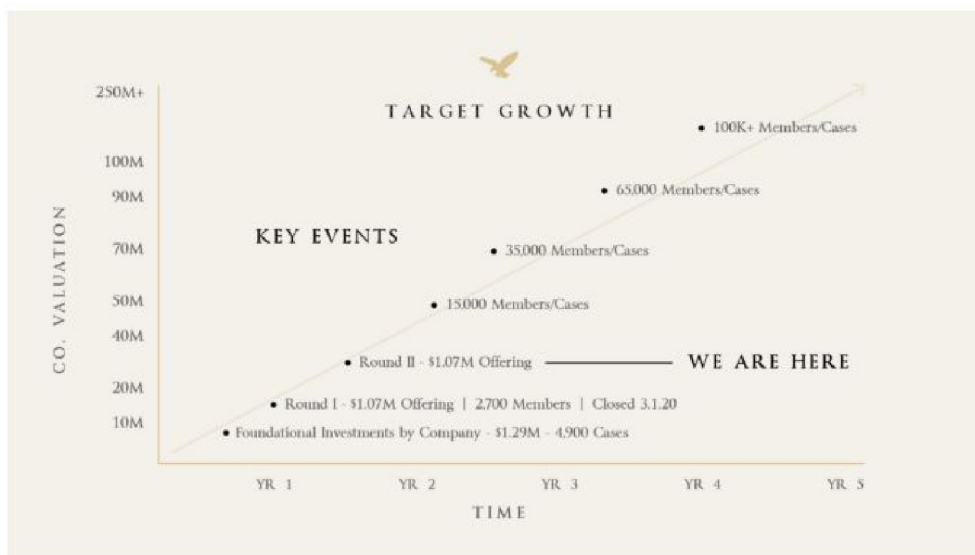 TARGET GROWTH
KEY EVENTS
CO. VALUATION
250M+
100M
90M
70M
50M
40M
20M
10M
100K+ Members/Cases
65,000 Members/Cases
35,000 Members/Cases
15,000 Members/Cases
Round II - $1.07M Offering
WE ARE HERE
Round I - $1.07M Offering | 2,700 Members | Closed 3.1.20
Foundational Investments by Company - $1.29M - 4,900 Cases
YR 1 YR 2 YR 3 YR 4 YR 5
TIME